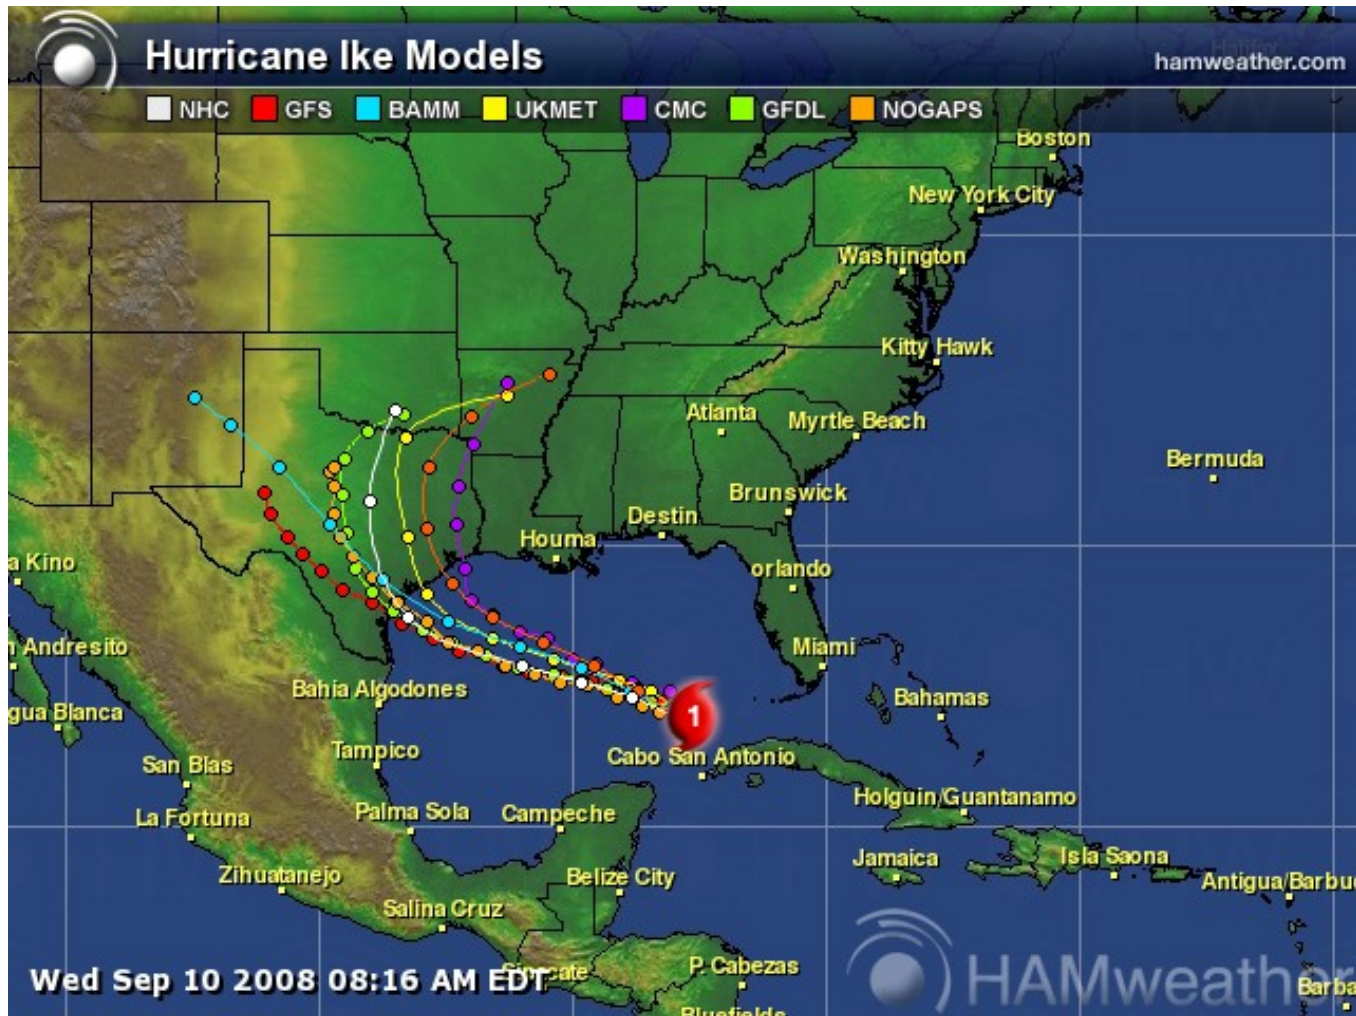 Hurricane Ike Models
hamweather.com
NHC GFS BAMM UKMET CMC GFDL NOGAPS
Halifax
Boston
New York City
Washington
Kitty Hawk
Atlanta
Myrtle Beach
Bermuda
Brunswick
Destin
Houma
a Kino
orlando
n Andresito
Miami
Bahia Algodones
Bahamas
gua Blanca
1
Tampico
Cabo San Antonio
San Blas
Holguin/Guantanamo
La Fortuna
Palma Sola
Campeche
Jamaica
Isla Saona
Zihuatanejo
Belize City
Antigua/Barbu
Salina Cruz
P. Cabezas
Wed Sep 10 2008 08:16 AM EDT
HAMweather
Barba
Bluefields